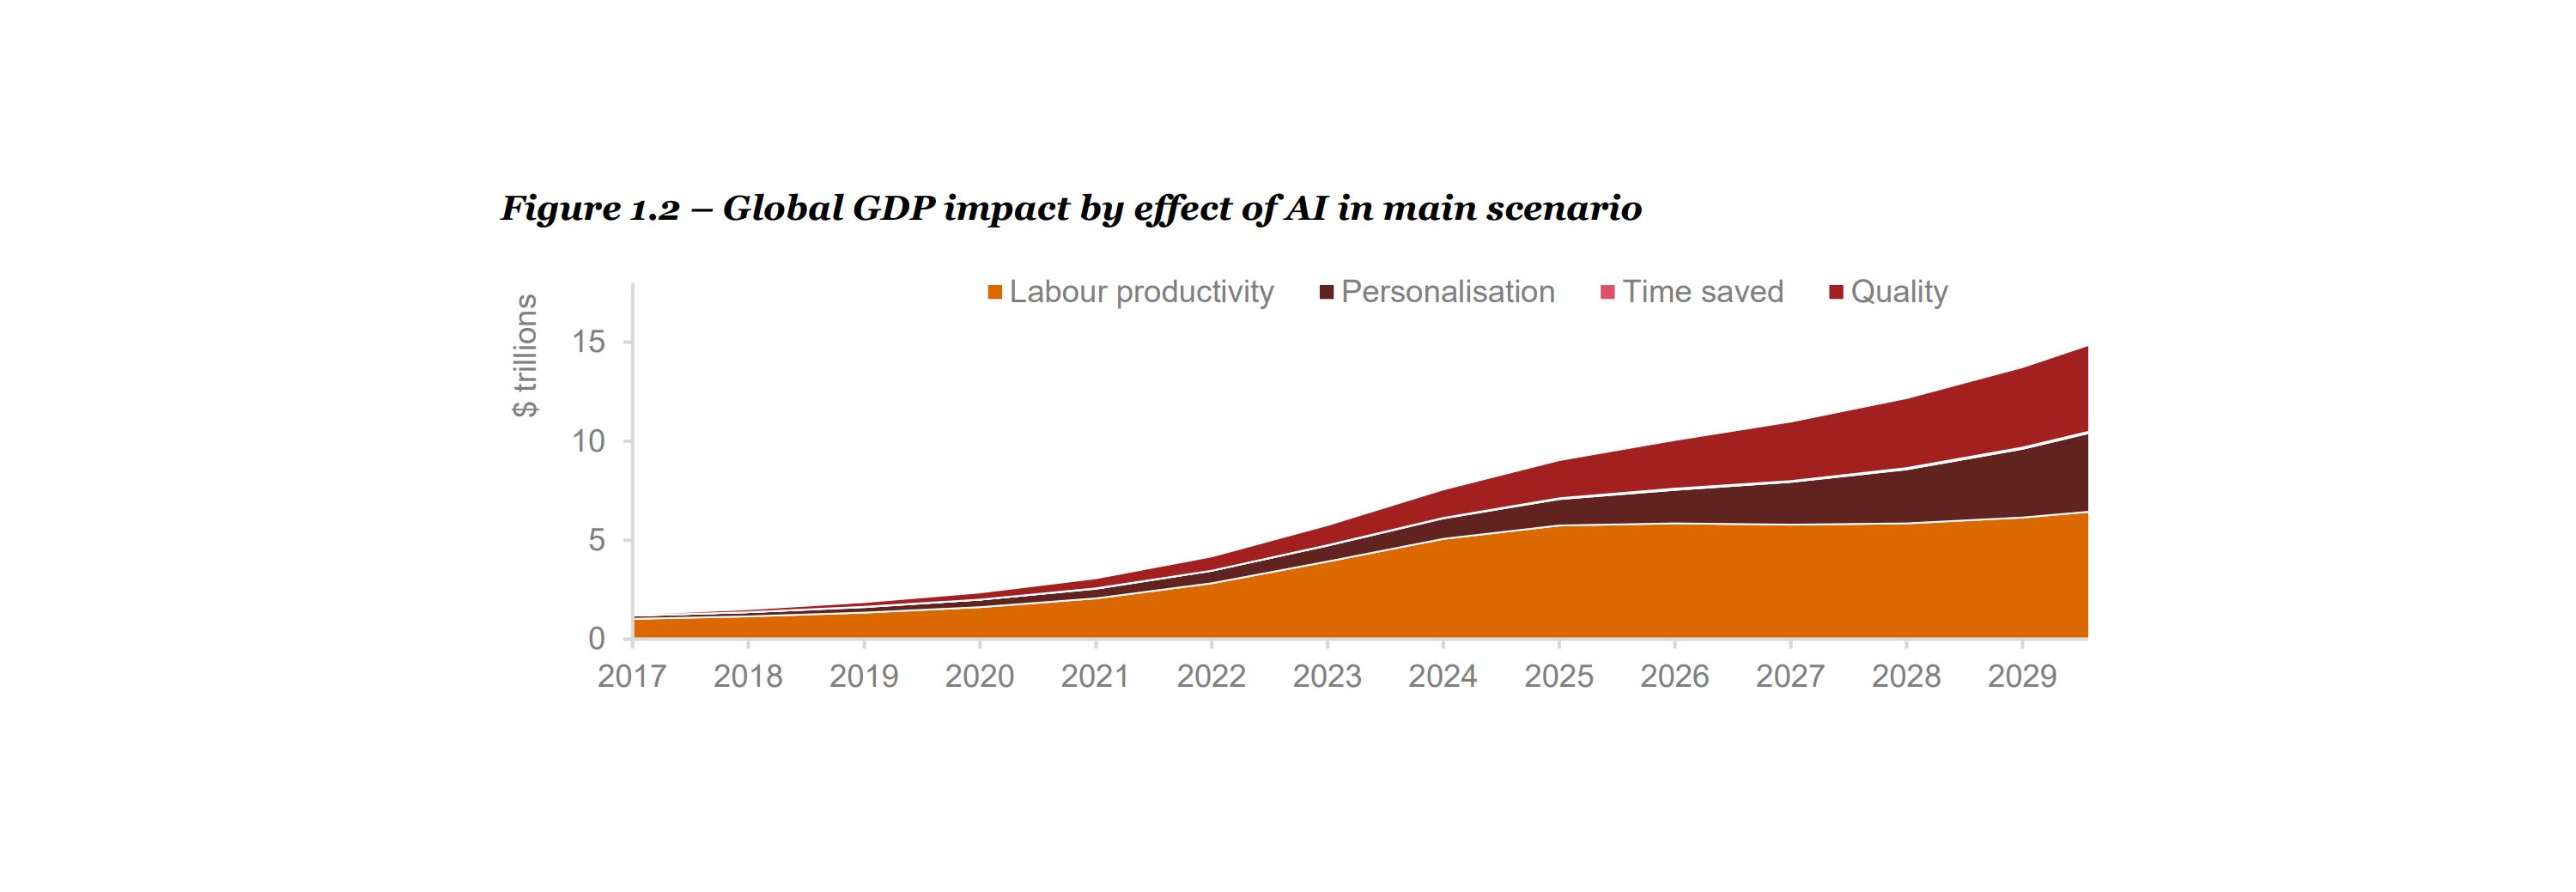 Figure 1.2 – Global GDP impact by effect of AI in main scenario
Labour productivity Personalisation Time saved Quality
$ trillions
15
10
5
0
2017 2018 2019 2020 2021 2022 2023 2024 2025 2026 2027 2028 2029